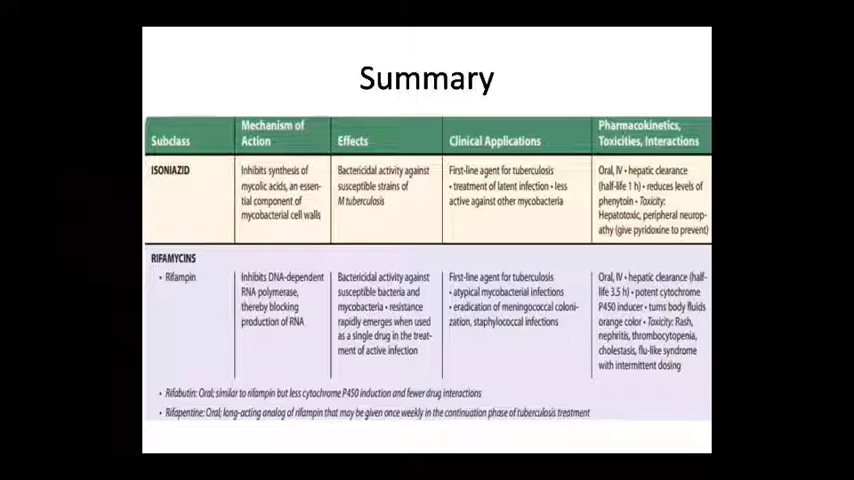 Summary
Subclass
Mechanism of
Action
Effects
Clinical Applications
Pharmacokinetics,
Toxicities, Interactions
ISONIAZID
Inhibits synthesis of
mycolic acids, an essen-
tial component of
mycobacterial cell walls
Bactericidal activity against
susceptible strains of
M tuberculosis
First-line agent for tuberculosis
• treatment of latent infection • less
active against other mycobacteria
Oral, IV • hepatic clearance
(half-life 1 h) • reduces levels of
phenytoin • Toxicity:
Hepatotoxic, peripheral neurop-
athy (give pyridoxine to prevent)
RIFAMYCINS
• Rifampin
Inhibits DNA-dependent
RNA polymerase,
thereby blocking
production of RNA
Bactericidal activity against
susceptible bacteria and
mycobacteria • resistance
rapidly emerges when used
as a single drug in the treat-
ment of active infection
First-line agent for tuberculosis
• atypical mycobacterial infections
• eradication of meningococcal coloni-
zation, staphylococcal infections
Oral, IV • hepatic clearance (half-
life 3.5 h) • potent cytochrome
P450 inducer • turns body fluids
orange color • Toxicity: Rash,
nephritis, thrombocytopenia,
cholestasis, flu-like syndrome
with intermittent dosing
• Rifabutin: Oral; similar to rifampin but less cytochrome P450 induction and fewer drug interactions
• Rifapentine: Oral; long-acting analog of rifampin that may be given once weekly in the continuation phase of tuberculosis treatment